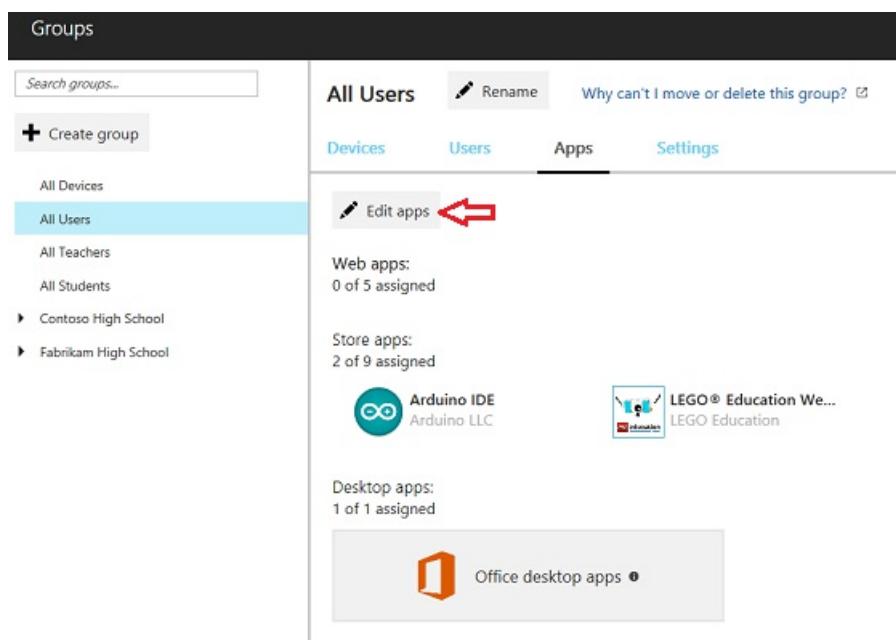 Groups
Search groups...
Create group
All Devices
All Users
All Teachers
All Students
Contoso High School
Fabrikam High School
All Users
Rename
Why can't I move or delete this group?
Devices Users Apps Settings
Edit apps
Web apps:
0 of 5 assigned
Store apps:
2 of 9 assigned
Arduino IDE
Arduino LLC
LEGO® Education We...
LEGO Education
Desktop apps:
1 of 1 assigned
Office desktop apps